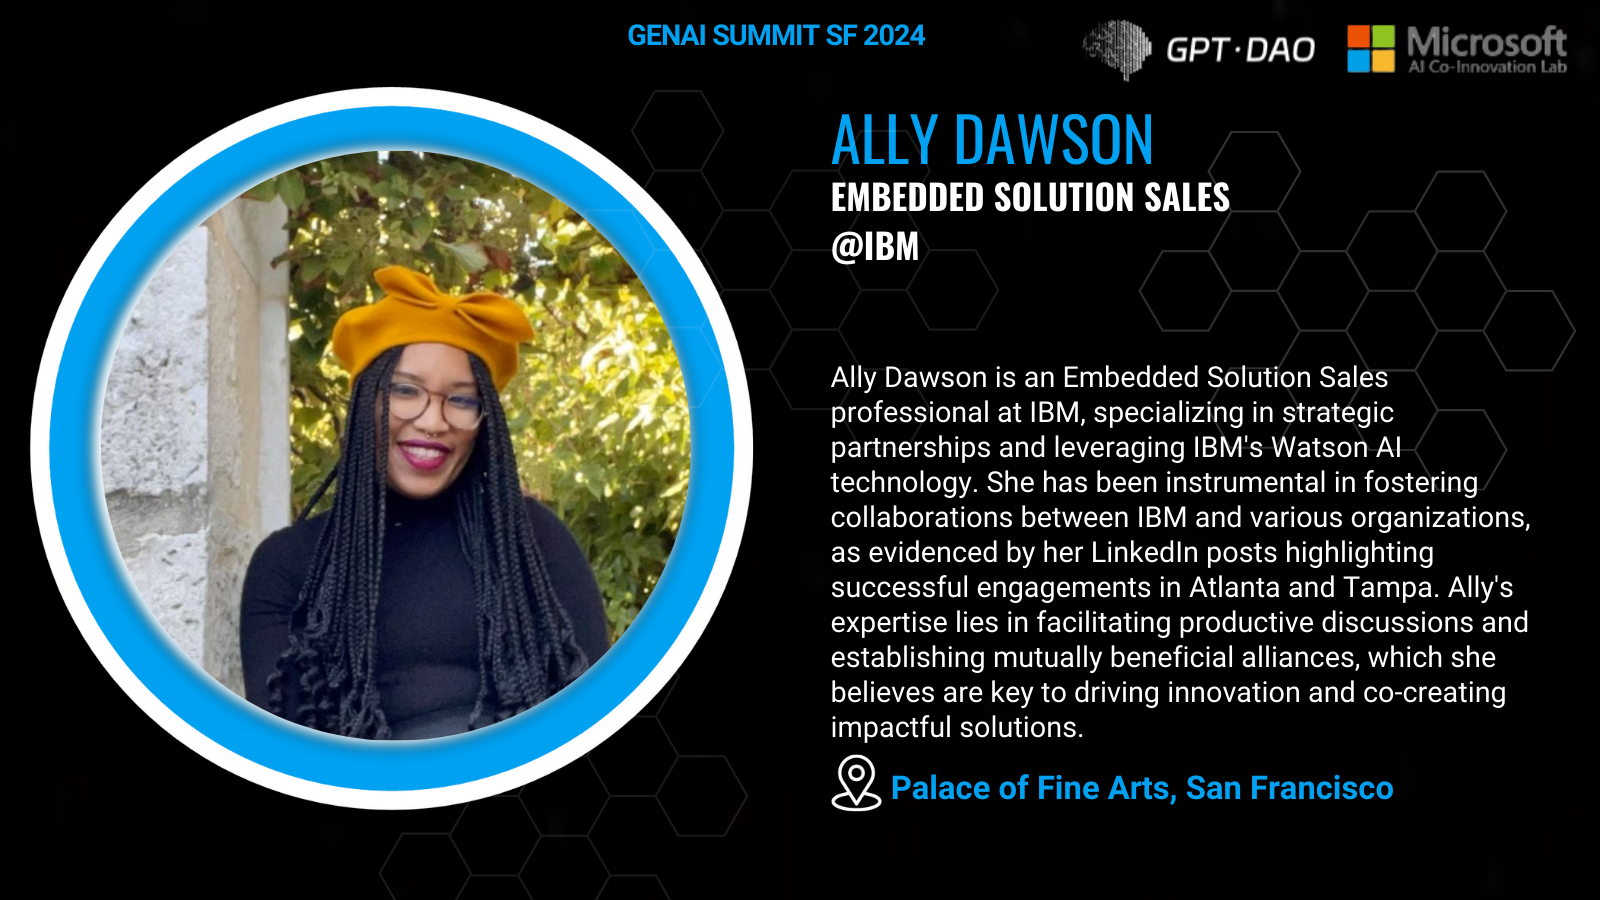 GENAI SUMMIT SF 2024
GPT·DAO
Microsoft
AI Co-Innovation Lab
ALLY DAWSON
EMBEDDED SOLUTION SALES
@IBM
Ally Dawson is an Embedded Solution Sales
professional at IBM, specializing in strategic
partnerships and leveraging IBM's Watson AI
technology. She has been instrumental in fostering
collaborations between IBM and various organizations,
as evidenced by her LinkedIn posts highlighting
successful engagements in Atlanta and Tampa. Ally's
expertise lies in facilitating productive discussions and
establishing mutually beneficial alliances, which she
believes are key to driving innovation and co-creating
impactful solutions.
Palace of Fine Arts, San Francisco